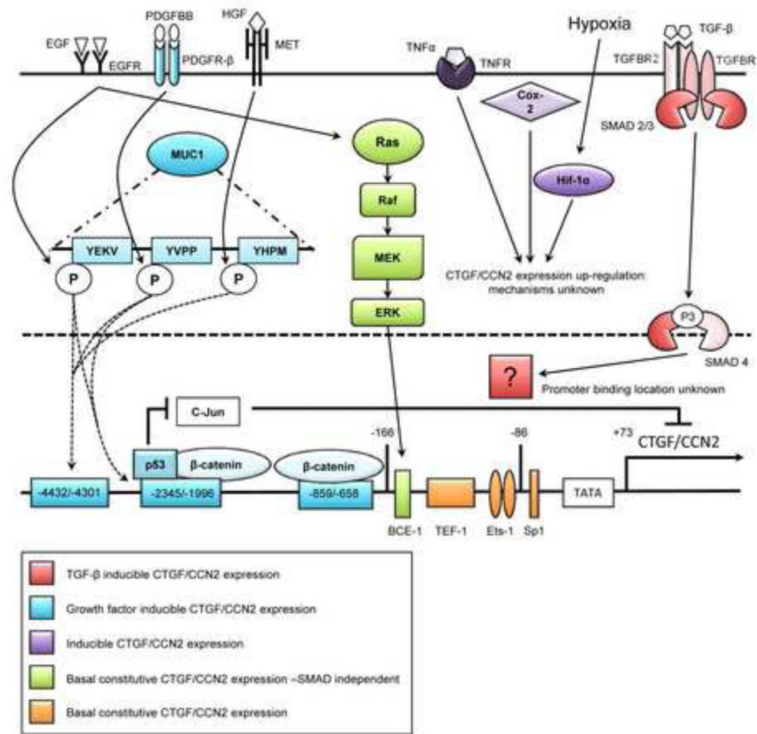 PDGFBB
HGF
Hypoxia
TGF-β
EGF
EGFR
PDGFR-β
MET
TNFα
TNFR
TGFBR2
TGFBR
Cox-
2
SMAD 2/3
MUC1
Ras
Hif-1α
Raf
YEKV
YVPP
YHPM
MEK
P
P
P
CTGF/CCN2 expression up-regulation:
mechanisms unknown
ERK
P3
SMAD 4
?
Promoter binding location unknown
C-Jun
-166
-86
+73
CTGF/CCN2
p53
β-catenin
β-catenin
-4432/-4301
-2345/-1996
-859/-658
TATA
BCE-1
TEF-1
Ets-1
Sp1
TGF-β inducible CTGF/CCN2 expression
Growth factor inducible CTGF/CCN2 expression
Inducible CTGF/CCN2 expression
Basal constitutive CTGF/CCN2 expression –SMAD independent
Basal constitutive CTGF/CCN2 expression